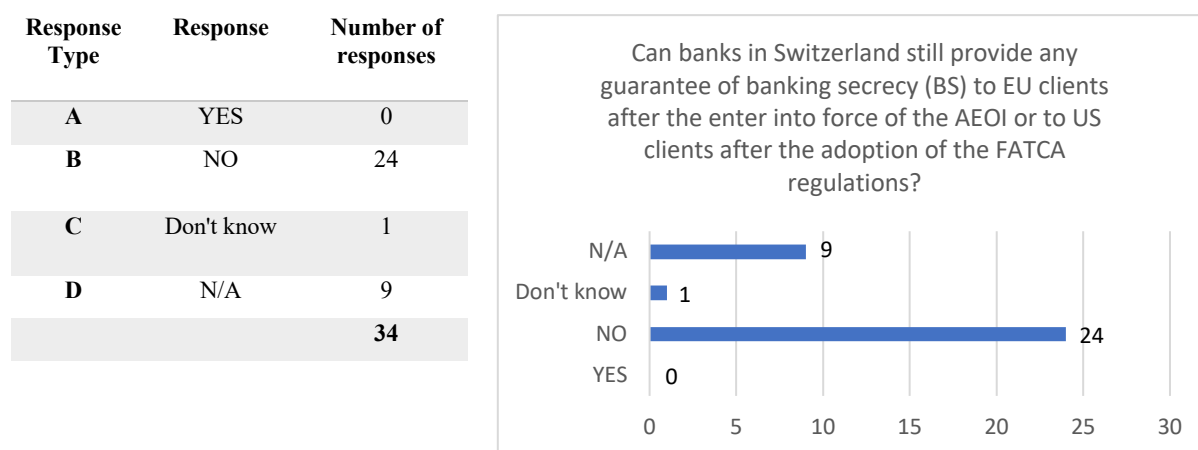 Response Type Response Number of responses
A YES 0
B NO 24
C Don't know 1
D N/A 9
34
Can banks in Switzerland still provide any
guarantee of banking secrecy (BS) to EU clients
after the enter into force of the AEOI or to US
clients after the adoption of the FATCA
regulations?
N/A 9
Don't know 1
NO 24
YES 0
0 5 10 15 20 25 30